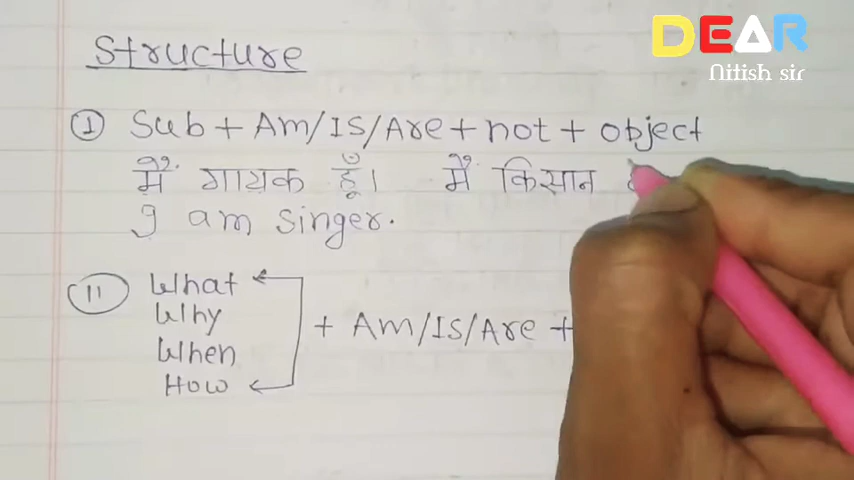 DEAR
Nitish sir
Structure
① Sub + Am/Is/Are + not + object
मैं गायक हूँ। मैं किसान
I am singer.
II What
Why
When
How
+ Am/Is/Are +